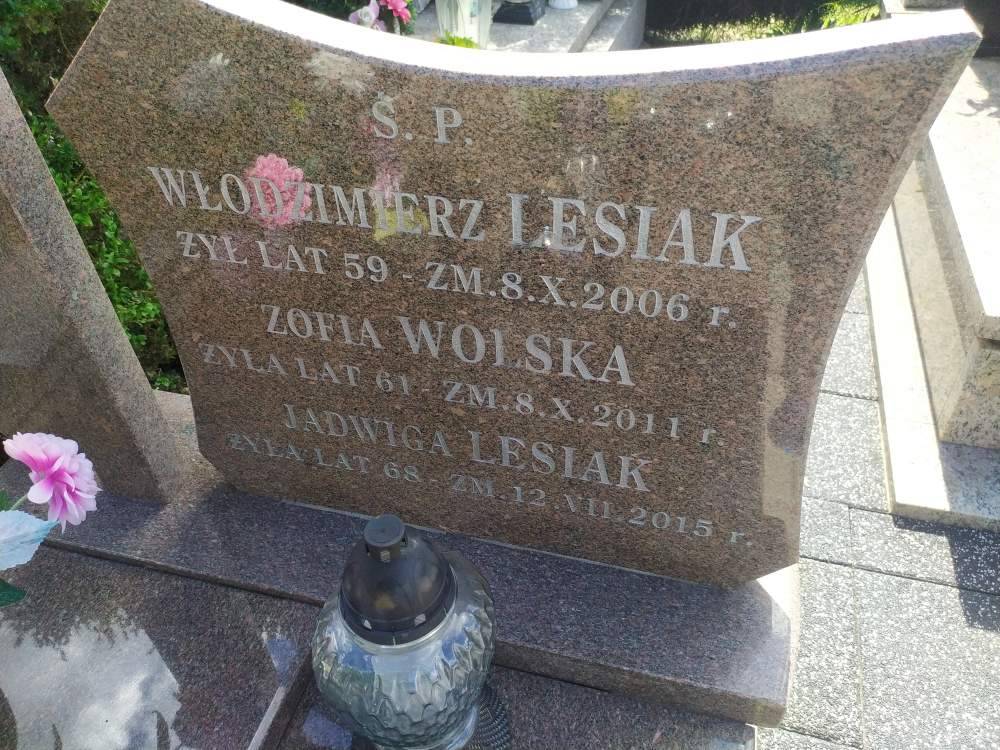 Ś. P.
WŁODZIMIERZ LESIAK
ŻYŁ LAT 59 - ZM.8.X.2006 r.
ZOFIA WOLSKA
ŻYŁA LAT 61 - ZM.8.X.2011 r.
JADWIGA LESIAK
ŻYŁA LAT 68 - ZM.12.VII.2015 r.